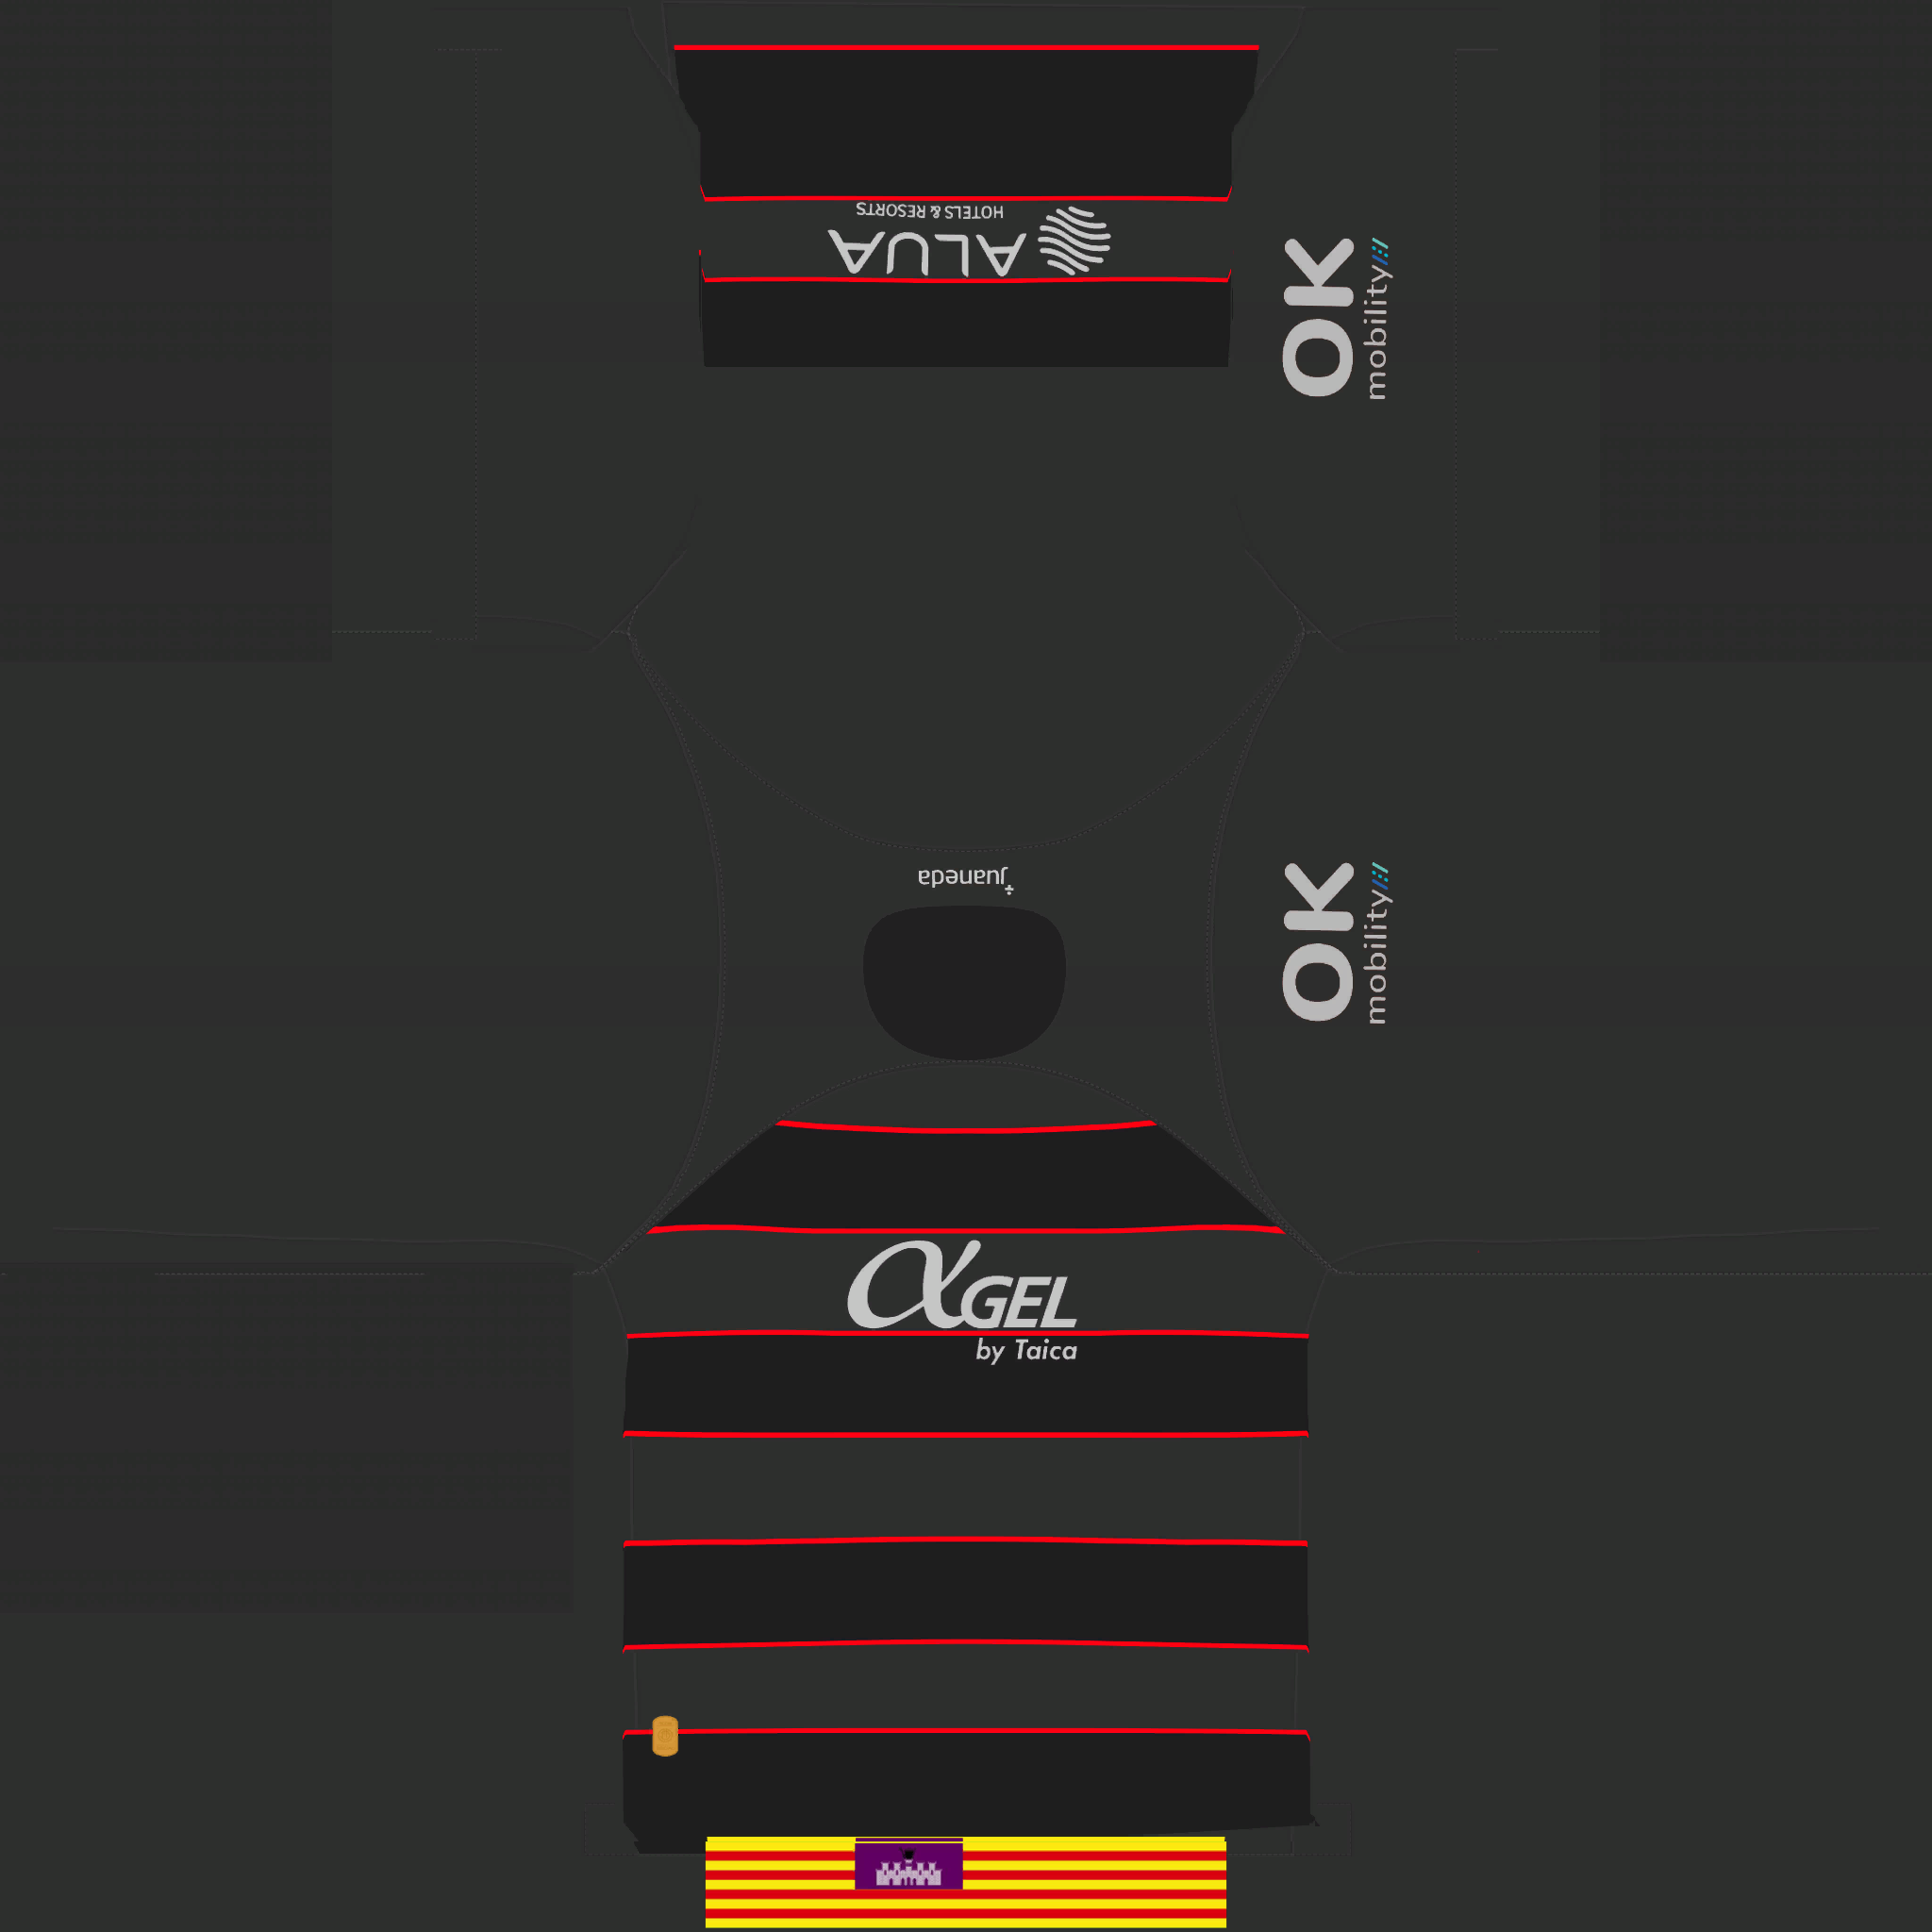 HOTELS & RESORTS
ALUA
OK
mobility
juaneda
OK
mobility
αGEL
by Taica